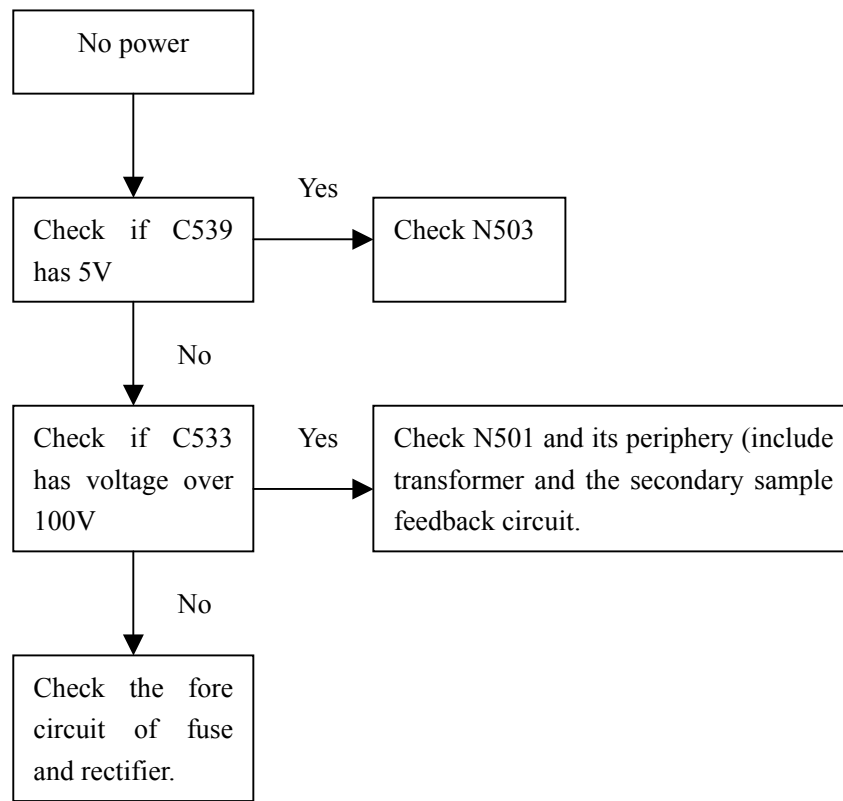 No power
Yes
Check if C539
has 5V
Check N503
No
Check if C533
has voltage over
100V
Yes
Check N501 and its periphery (include
transformer and the secondary sample
feedback circuit.
No
Check the fore
circuit of fuse
and rectifier.